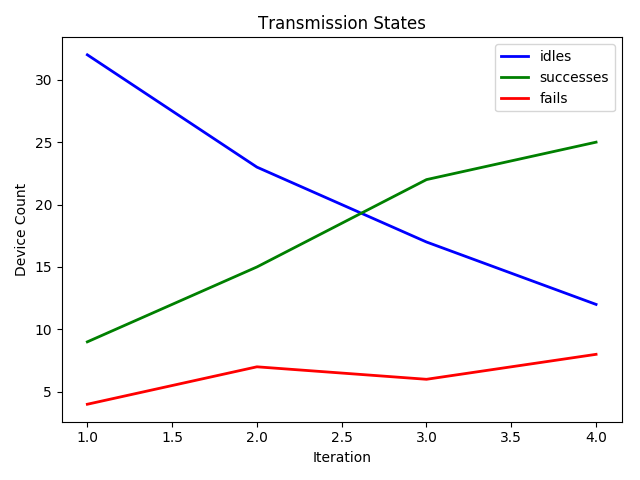 Transmission States
idles
successes
fails
Device Count
30
25
20
15
10
5
1.0 1.5 2.0 2.5 3.0 3.5 4.0
Iteration